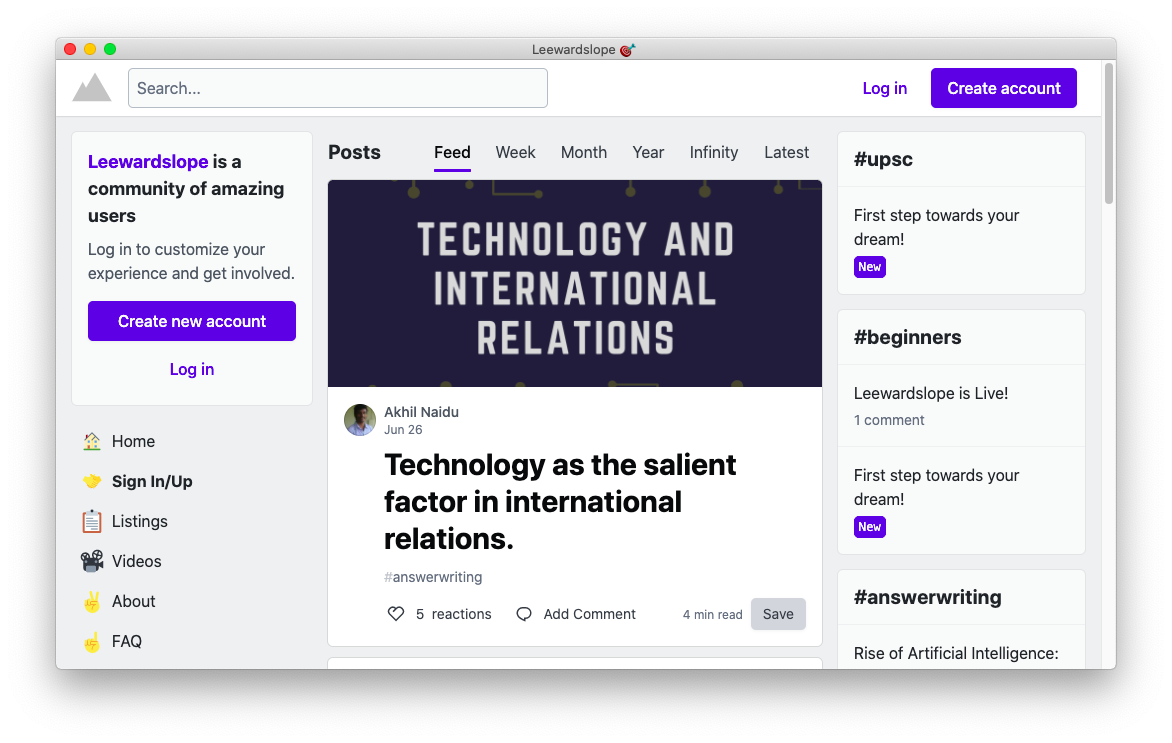 Leewardslope 🎯
Search...
Log in
Create account
Leewardslope is a
community of amazing
users
Log in to customize your
experience and get involved.
Create new account
Log in
Home
Sign In/Up
Listings
Videos
About
FAQ
Posts
Feed Week Month Year Infinity Latest
TECHNOLOGY AND
INTERNATIONAL
RELATIONS
Akhil Naidu
Jun 26
Technology as the salient
factor in international
relations.
#answerwriting
5 reactions Add Comment 4 min read Save
#upsc
First step towards your
dream!
New
#beginners
Leewardslope is Live!
1 comment
First step towards your
dream!
New
#answerwriting
Rise of Artificial Intelligence: